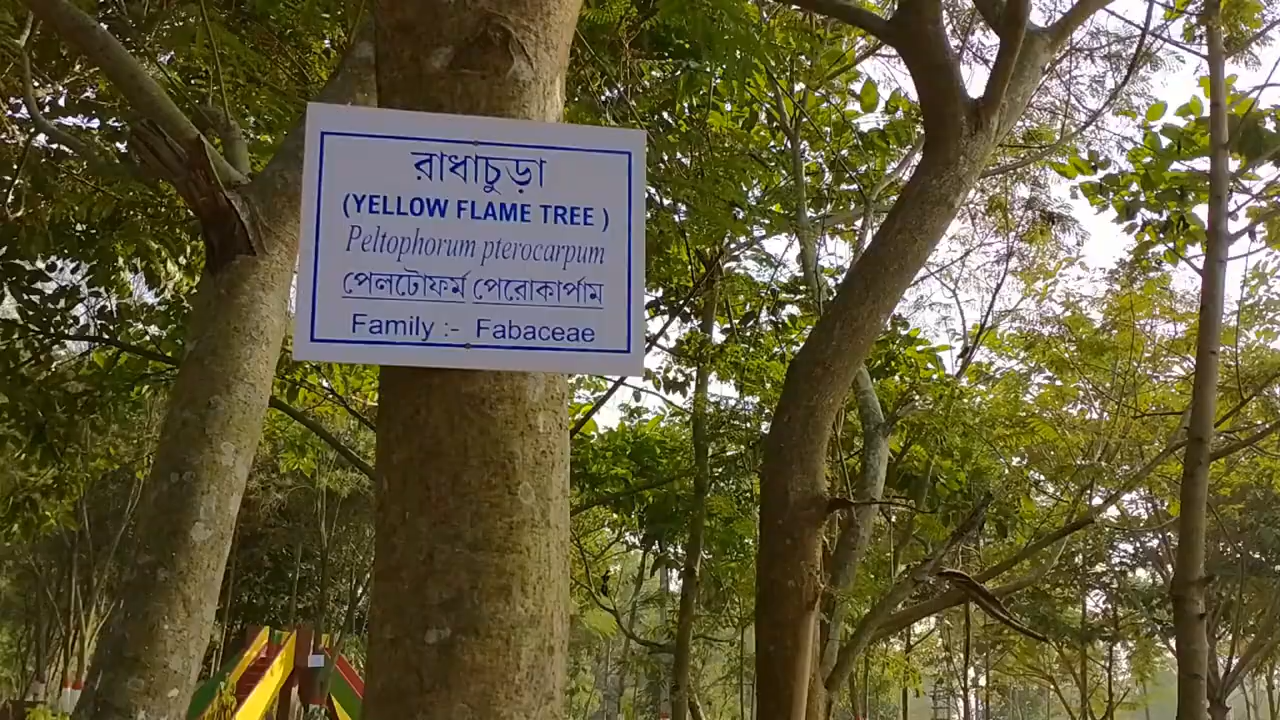 রাধাচুড়া
(YELLOW FLAME TREE )
Peltophorum pterocarpum
পেলটোফর্ম পেরোকার্পাম
Family :- Fabaceae